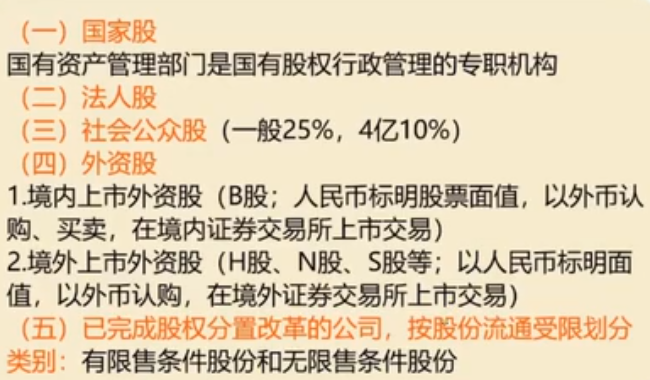 （一）国家股
国有资产管理部门是国有股权行政管理的专职机构
（二）法人股
（三）社会公众股（一般25%，4亿10%）
（四）外资股
1.境内上市外资股（B股；人民币标明股票面值，以外币认
购、买卖，在境内证券交易所上市交易）
2.境外上市外资股（H股、N股、S股等；以人民币标明面
值，以外币认购，在境外证券交易所上市交易）
（五）已完成股权分置改革的公司，按股份流通受限划分
类别：有限售条件股份和无限售条件股份